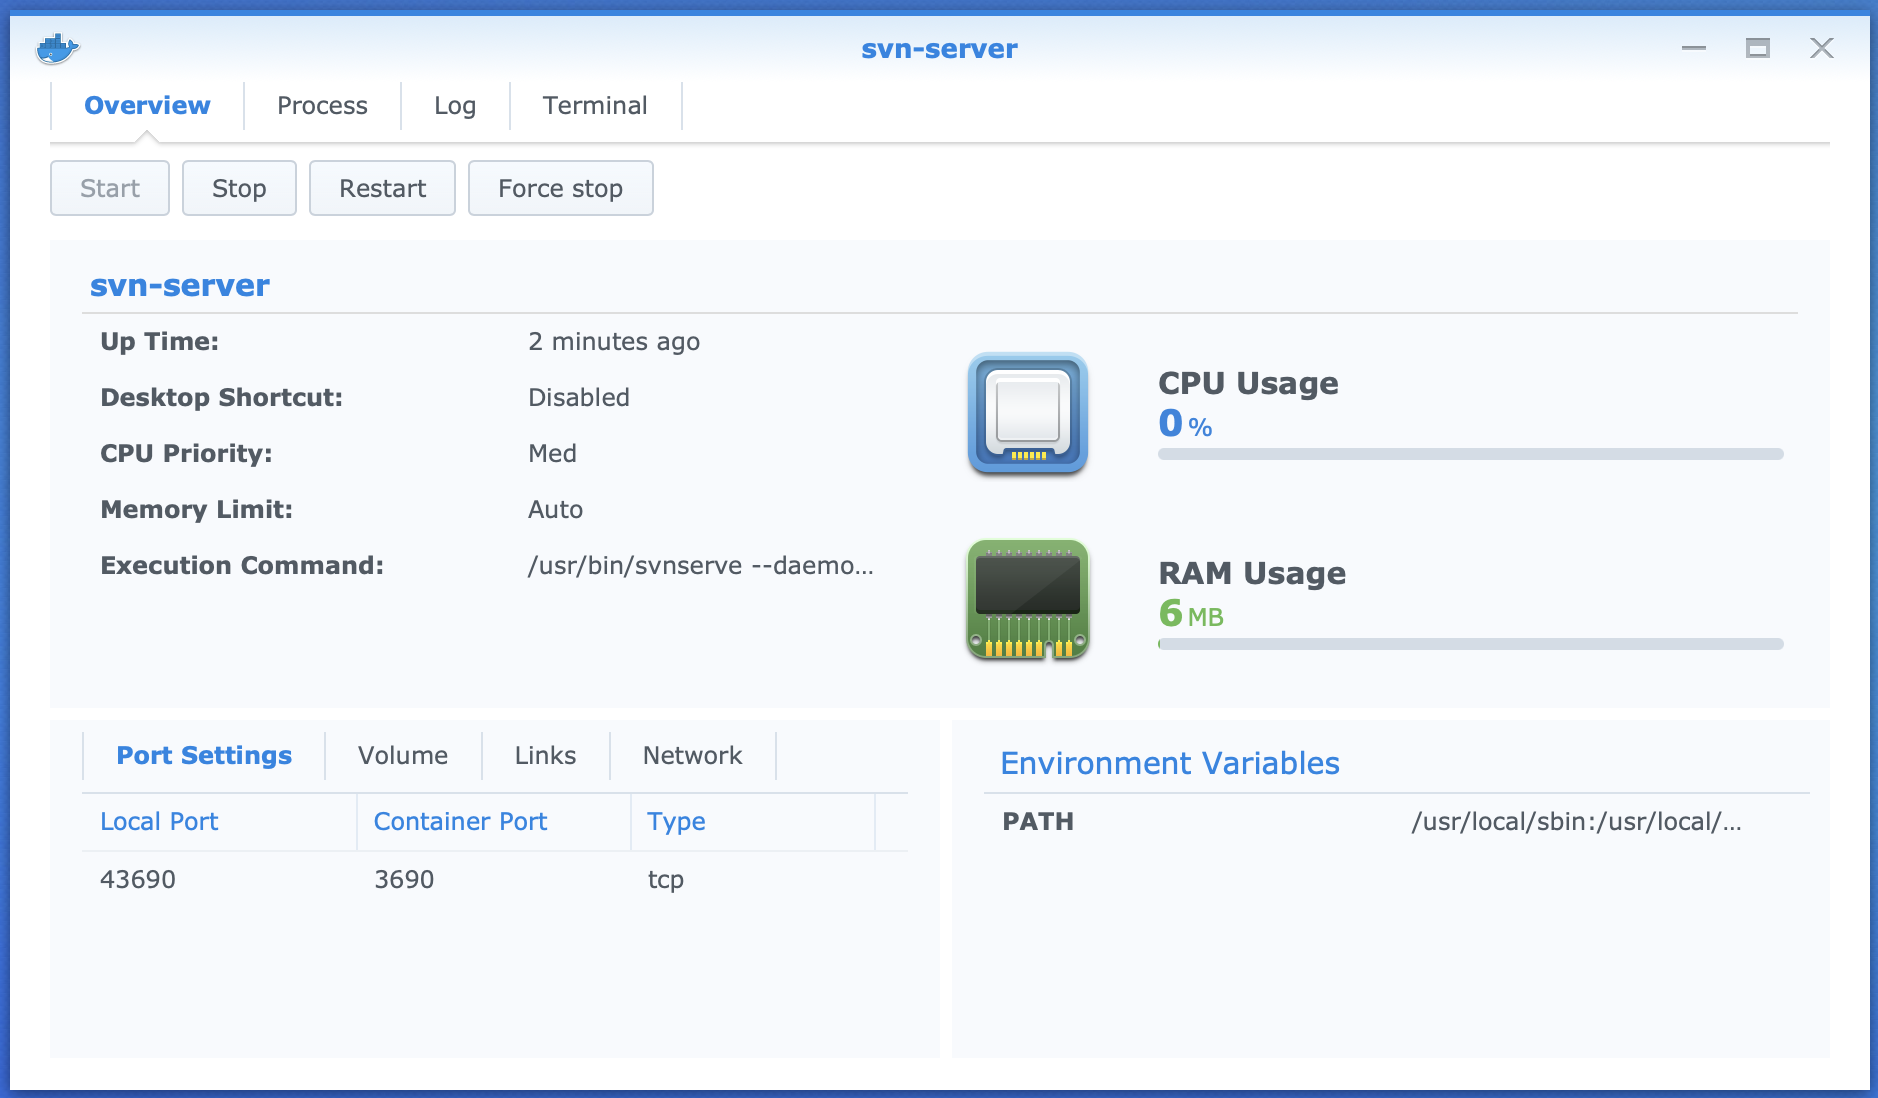 svn-server
Overview Process Log Terminal
Start Stop Restart Force stop
svn-server
Up Time: 2 minutes ago
Desktop Shortcut: Disabled
CPU Priority: Med
Memory Limit: Auto
Execution Command: /usr/bin/svnserve --daemo...
CPU Usage
0 %
RAM Usage
6 MB
Port Settings Volume Links Network
Local Port Container Port Type
43690 3690 tcp
Environment Variables
PATH /usr/local/sbin:/usr/local/...